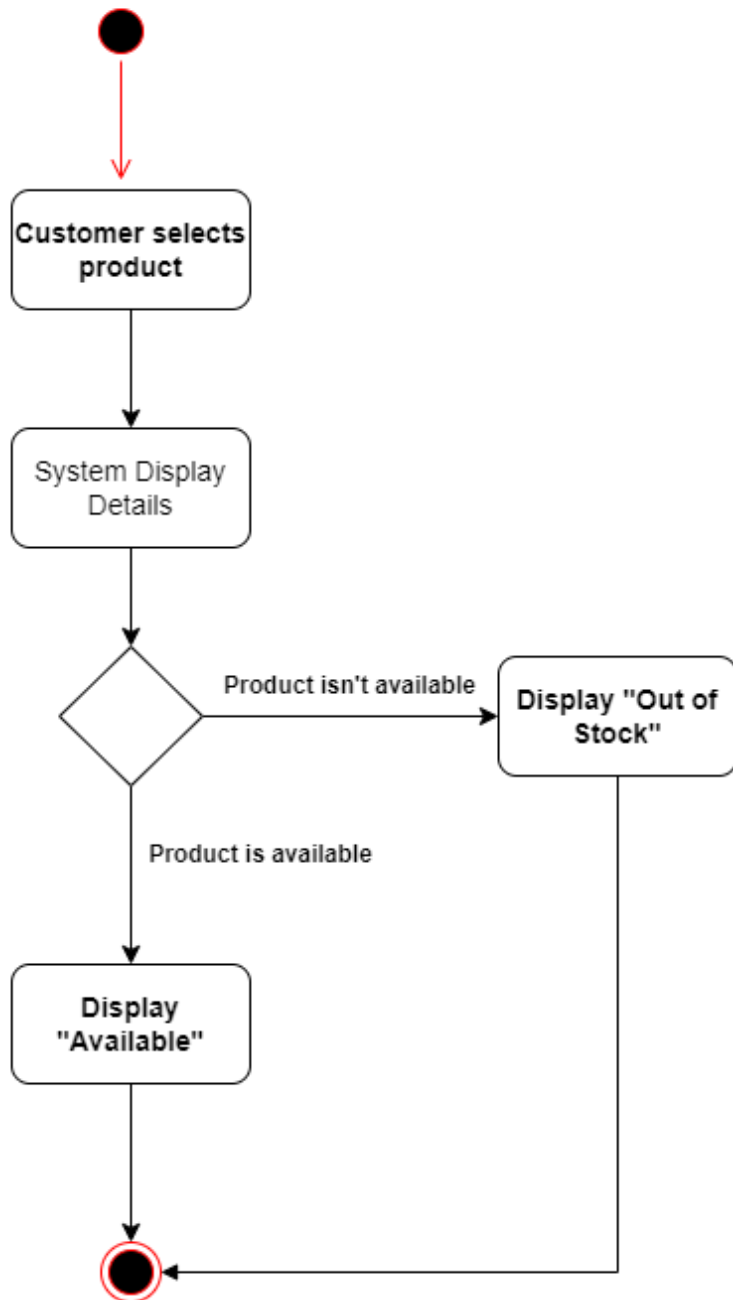 Customer selects
product
System Display
Details
Product isn't available
Display "Out of
Stock"
Product is available
Display
"Available"